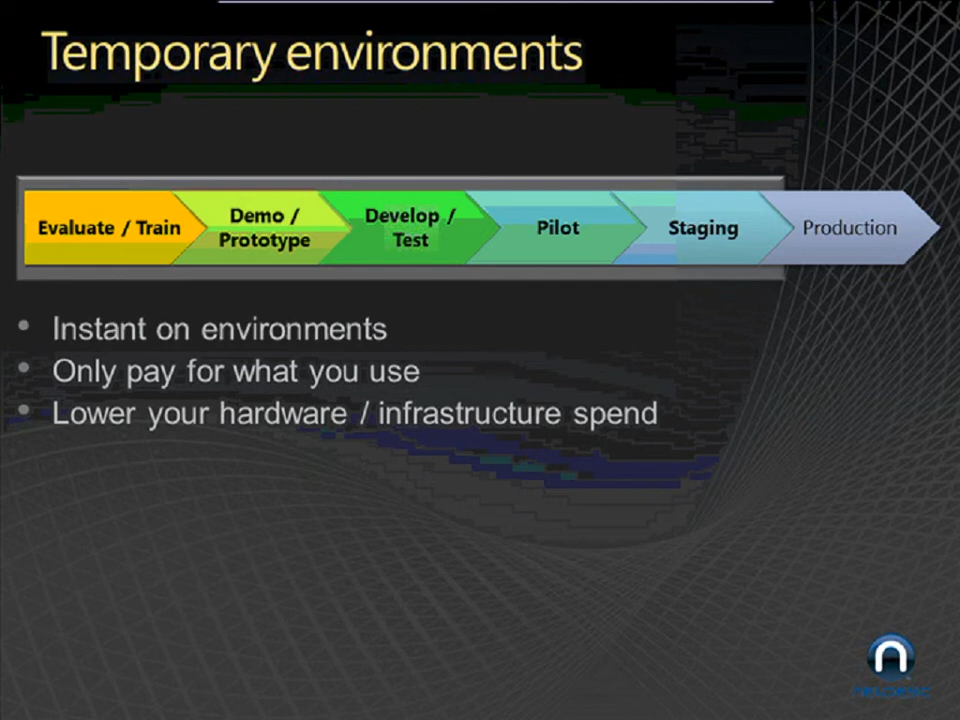 Temporary environments
Evaluate / Train
Demo /
Prototype
Develop /
Test
Pilot
Staging
Production
• Instant on environments
• Only pay for what you use
• Lower your hardware / infrastructure spend